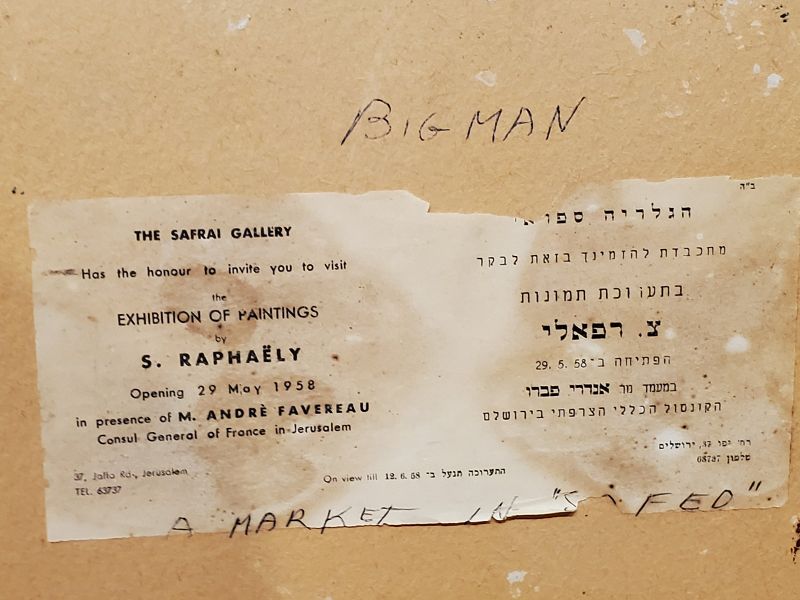 BIGMAN
THE SAFRAI GALLERY
Has the honour to invite you to visit
the
EXHIBITION OF PAINTINGS
by
S. RAPHAËLY
Opening 29 May 1958
in presence of M. ANDRÈ FAVEREAU
Consul General of France in Jerusalem
37, Jaffa Rd., Jerusalem
TEL. 63737
ב"ה
הגלריה
מתכבדת להזמינך בזאת לבקר
בתערוכת תמונות
צ. רפאלי
הפתיחה ב־29. 5. 58
במעמד מר אנדרי פברו
הקונסול הכללי הצרפתי בירושלים
רח' יפו 37, ירושלים
טלפון
On view till 12. 6. 58 התערוכה תנעל ב־
A MARKET IN